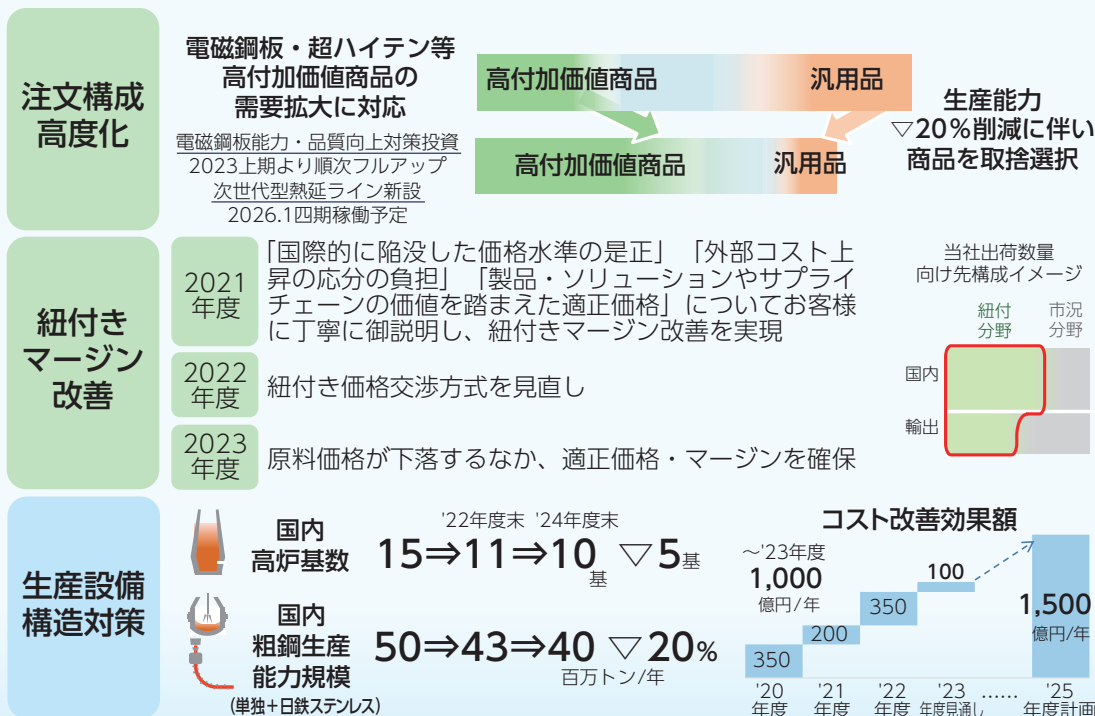 注文構成
高度化
電磁鋼板・超ハイテン等
高付加価値商品の
需要拡大に対応
電磁鋼板能力・品質向上対策投資
2023上期より順次フルアップ
次世代型熱延ライン新設
2026.1四期稼働予定
高付加価値商品
汎用品
高付加価値商品
汎用品
生産能力
▽20%削減に伴い
商品を取捨選択
紐付き
マージン
改善
2021
年度
「国際的に陥没した価格水準の是正」「外部コスト上
昇の応分の負担」「製品・ソリューションやサプライ
チェーンの価値を踏まえた適正価格」についてお客様
に丁寧に御説明し、紐付きマージン改善を実現
2022
年度
紐付き価格交渉方式を見直し
2023
年度
原料価格が下落するなか、適正価格・マージンを確保
当社出荷数量
向け先構成イメージ
紐付
分野
市況
分野
国内
輸出
生産設備
構造対策
国内
高炉基数
'22年度末 '24年度末
15⇒11⇒10基 ▽5基
国内
粗鋼生産
能力規模
(単独+日鉄ステンレス)
50⇒43⇒40 ▽20%
百万トン/年
コスト改善効果額
～'23年度
1,000
億円/年
350
200
350
100
1,500
億円/年
'20
年度
'21
年度
'22
年度
'23
年度見通し
……
'25
年度計画